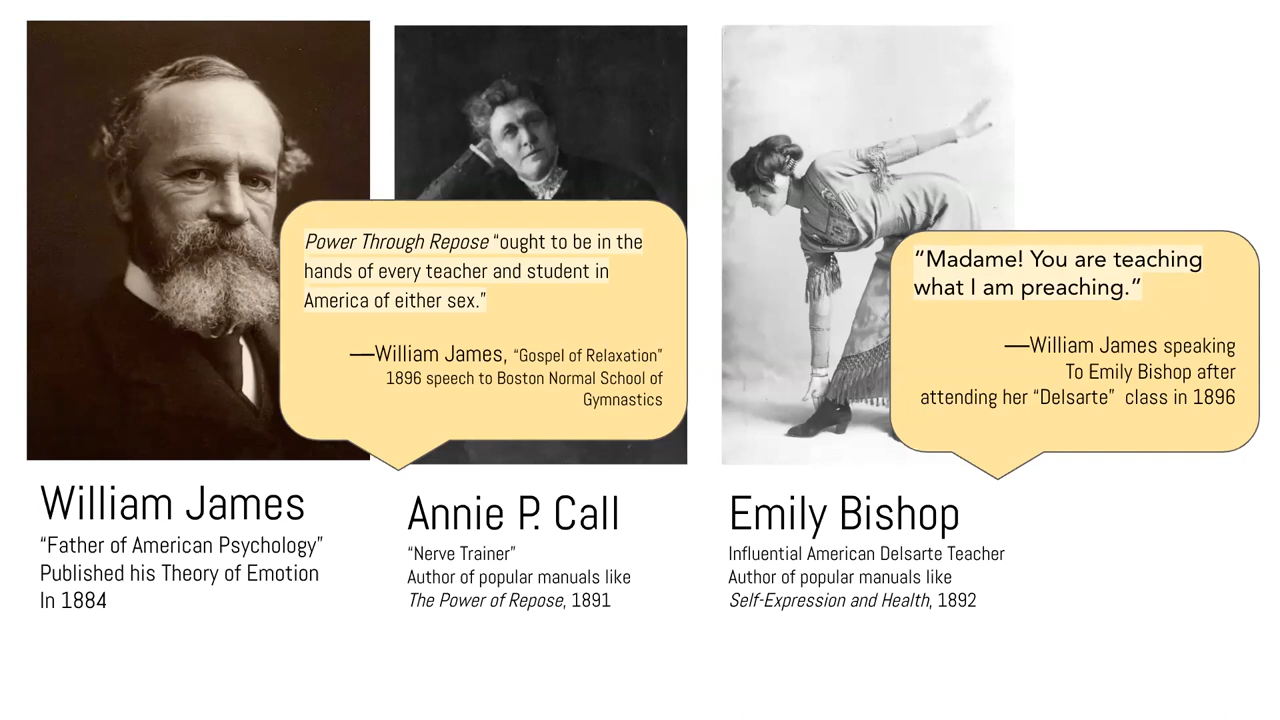 Power Through Repose “ought to be in the
hands of every teacher and student in
America of either sex.”
—William James, “Gospel of Relaxation”
1896 speech to Boston Normal School of
Gymnastics
“Madame! You are teaching
what I am preaching.”
—William James speaking
To Emily Bishop after
attending her “Delsarte” class in 1896
William James
“Father of American Psychology”
Published his Theory of Emotion
In 1884
Annie P. Call
“Nerve Trainer”
Author of popular manuals like
The Power of Repose, 1891
Emily Bishop
Influential American Delsarte Teacher
Author of popular manuals like
Self-Expression and Health, 1892